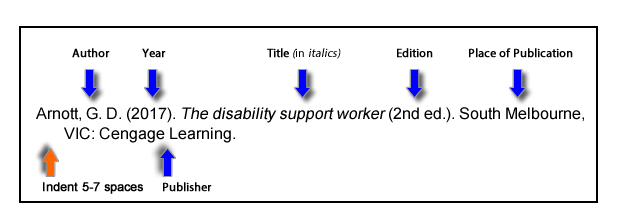 Author Year Title (in italics) Edition Place of Publication
Arnott, G. D. (2017). The disability support worker (2nd ed.). South Melbourne,
VIC: Cengage Learning.
Indent 5-7 spaces Publisher